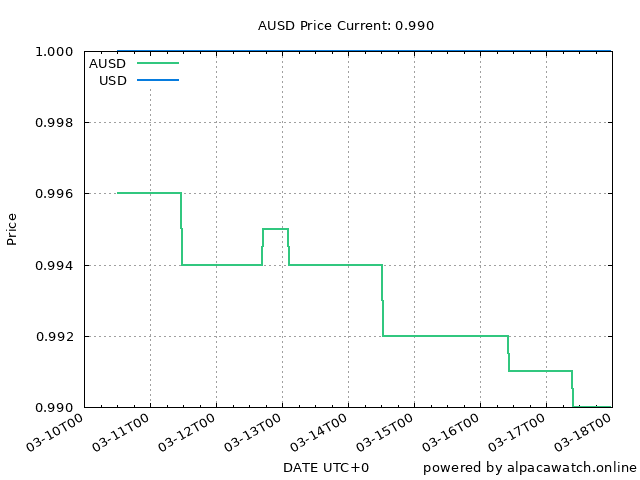 AUSD Price Current: 0.990
1.000
AUSD
USD
0.998
0.996
Price
0.994
0.992
0.990
03-10T00 03-11T00 03-12T00 03-13T00 03-14T00 03-15T00 03-16T00 03-17T00 03-18T00
DATE UTC+0
powered by alpacawatch.online